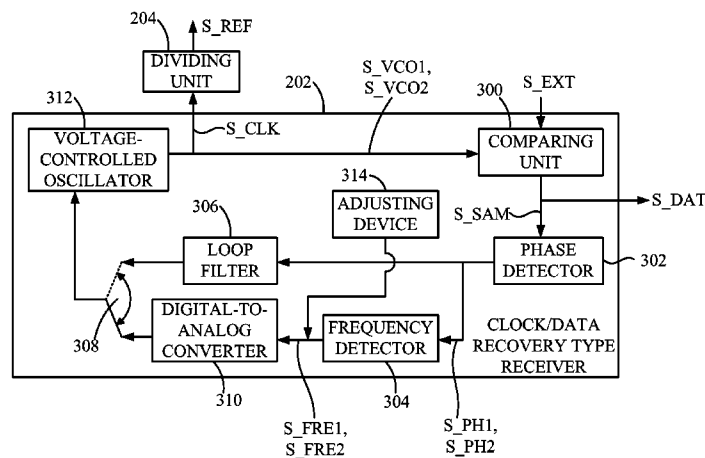 204
S_REF
DIVIDING
UNIT
S_VCO1,
S_VCO2
S_EXT
312
202
300
VOLTAGE-
CONTROLLED
OSCILLATOR
S_CLK
COMPARING
UNIT
314
ADJUSTING
DEVICE
S_DAT
S_SAM
306
LOOP
FILTER
PHASE
DETECTOR
302
308
DIGITAL-TO-
ANALOG
CONVERTER
FREQUENCY
DETECTOR
CLOCK/DATA
RECOVERY TYPE
RECEIVER
310
304
S_FRE1,
S_FRE2
S_PH1,
S_PH2